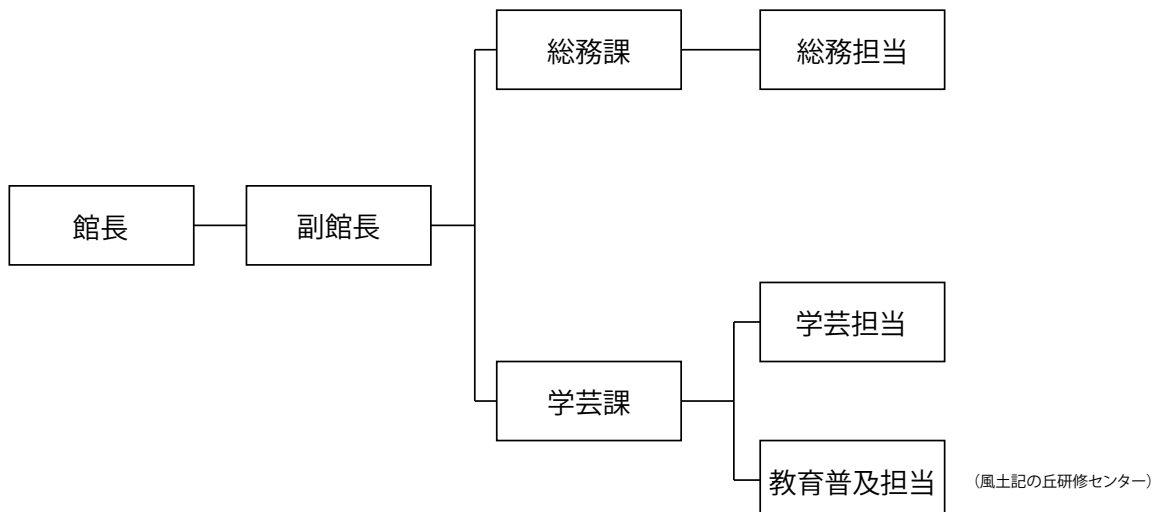 総務課
総務担当
館長
副館長
学芸担当
学芸課
教育普及担当
（風土記の丘研修センター）